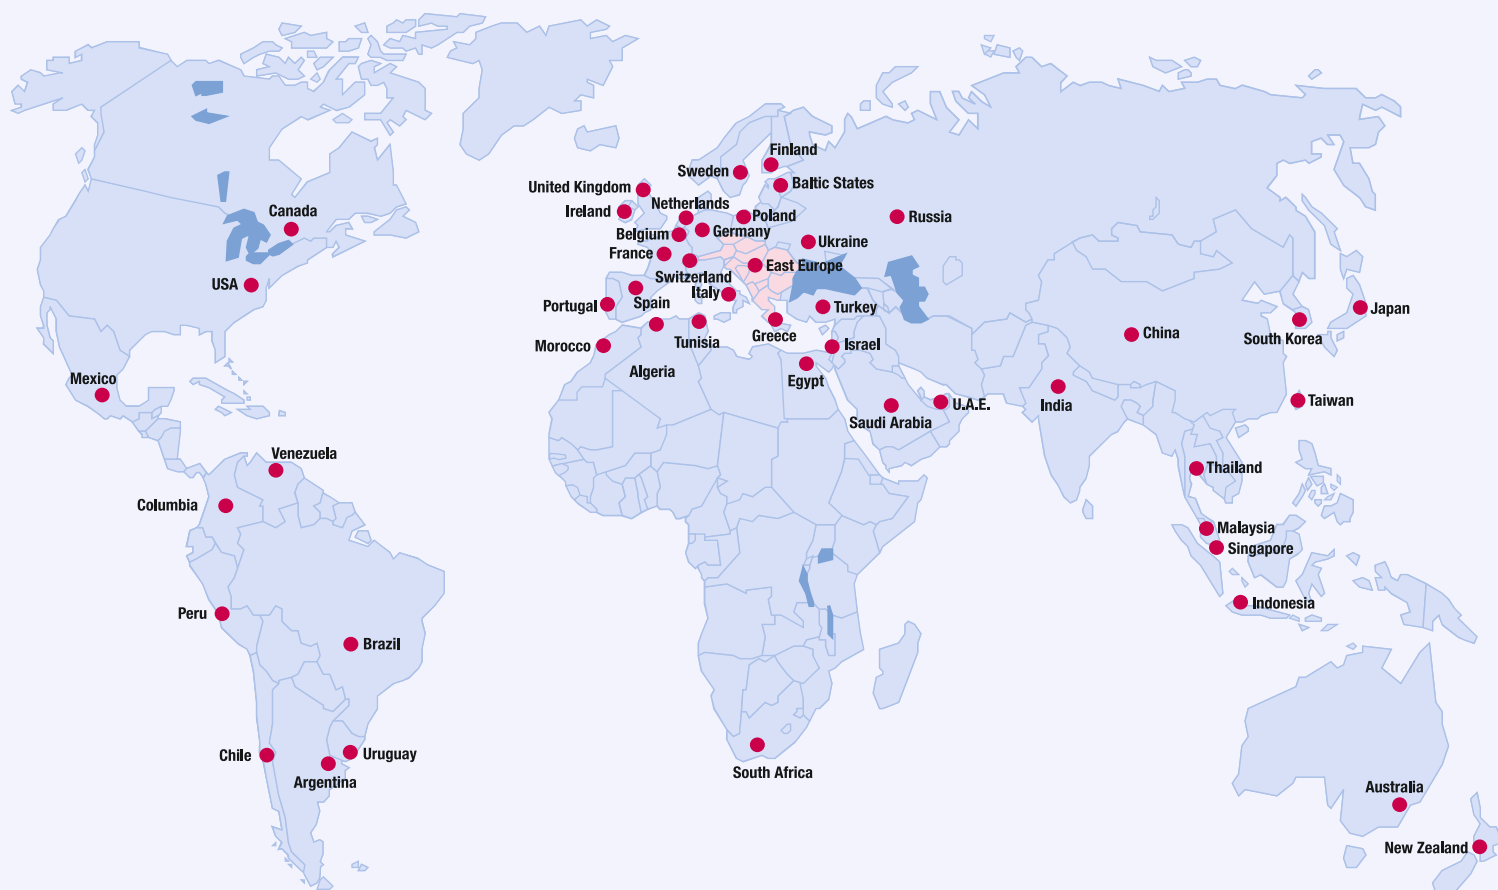 Finland
Sweden
Baltic States
United Kingdom
Netherlands
Ireland
Canada
Poland
Russia
Germany
Belgium
Ukraine
France
East Europe
Switzerland
USA
Italy
Spain
Portugal
Turkey
Japan
Greece
China
South Korea
Tunisia
Israel
Morocco
Algeria
Mexico
Egypt
Taiwan
U.A.E.
India
Saudi Arabia
Venezuela
Thailand
Columbia
Malaysia
Singapore
Indonesia
Peru
Brazil
Chile
Uruguay
South Africa
Argentina
Australia
New Zealand